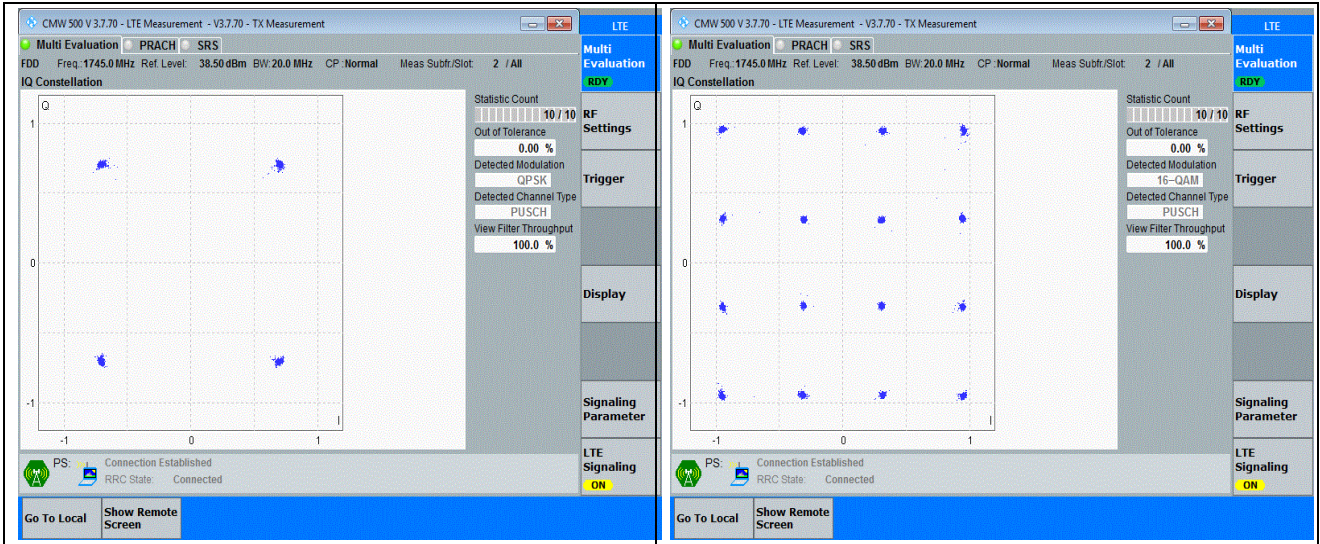 CMW 500 V 3.7.70 - LTE Measurement - V3.7.70 - TX Measurement
LTE
Multi Evaluation PRACH SRS
Multi Evaluation
RDY
FDD Freq.:1745.0 MHz Ref. Level: 38.50 dBm BW:20.0 MHz CP :Normal Meas Subfr./Slot: 2 / All
IQ Constellation
Q
1
0
-1
I
-1 0 1
Statistic Count
10 / 10
Out of Tolerance
0.00 %
Detected Modulation
QPSK
Detected Channel Type
PUSCH
View Filter Throughput
100.0 %
RF
Settings
Trigger
Display
Signaling
Parameter
LTE
Signaling
ON
PS: Connection Established
RRC State: Connected
Go To Local
Show Remote
Screen
CMW 500 V 3.7.70 - LTE Measurement - V3.7.70 - TX Measurement
LTE
Multi Evaluation PRACH SRS
Multi
Evaluation
RDY
FDD Freq.:1745.0 MHz Ref. Level: 38.50 dBm BW:20.0 MHz CP :Normal Meas Subfr./Slot: 2 / All
IQ Constellation
Q
1
0
-1
I
-1 0 1
Statistic Count
10 / 10
Out of Tolerance
0.00 %
Detected Modulation
16-QAM
Detected Channel Type
PUSCH
View Filter Throughput
100.0 %
RF
Settings
Trigger
Display
Signaling
Parameter
LTE
Signaling
ON
PS: Connection Established
RRC State: Connected
Go To Local
Show Remote
Screen